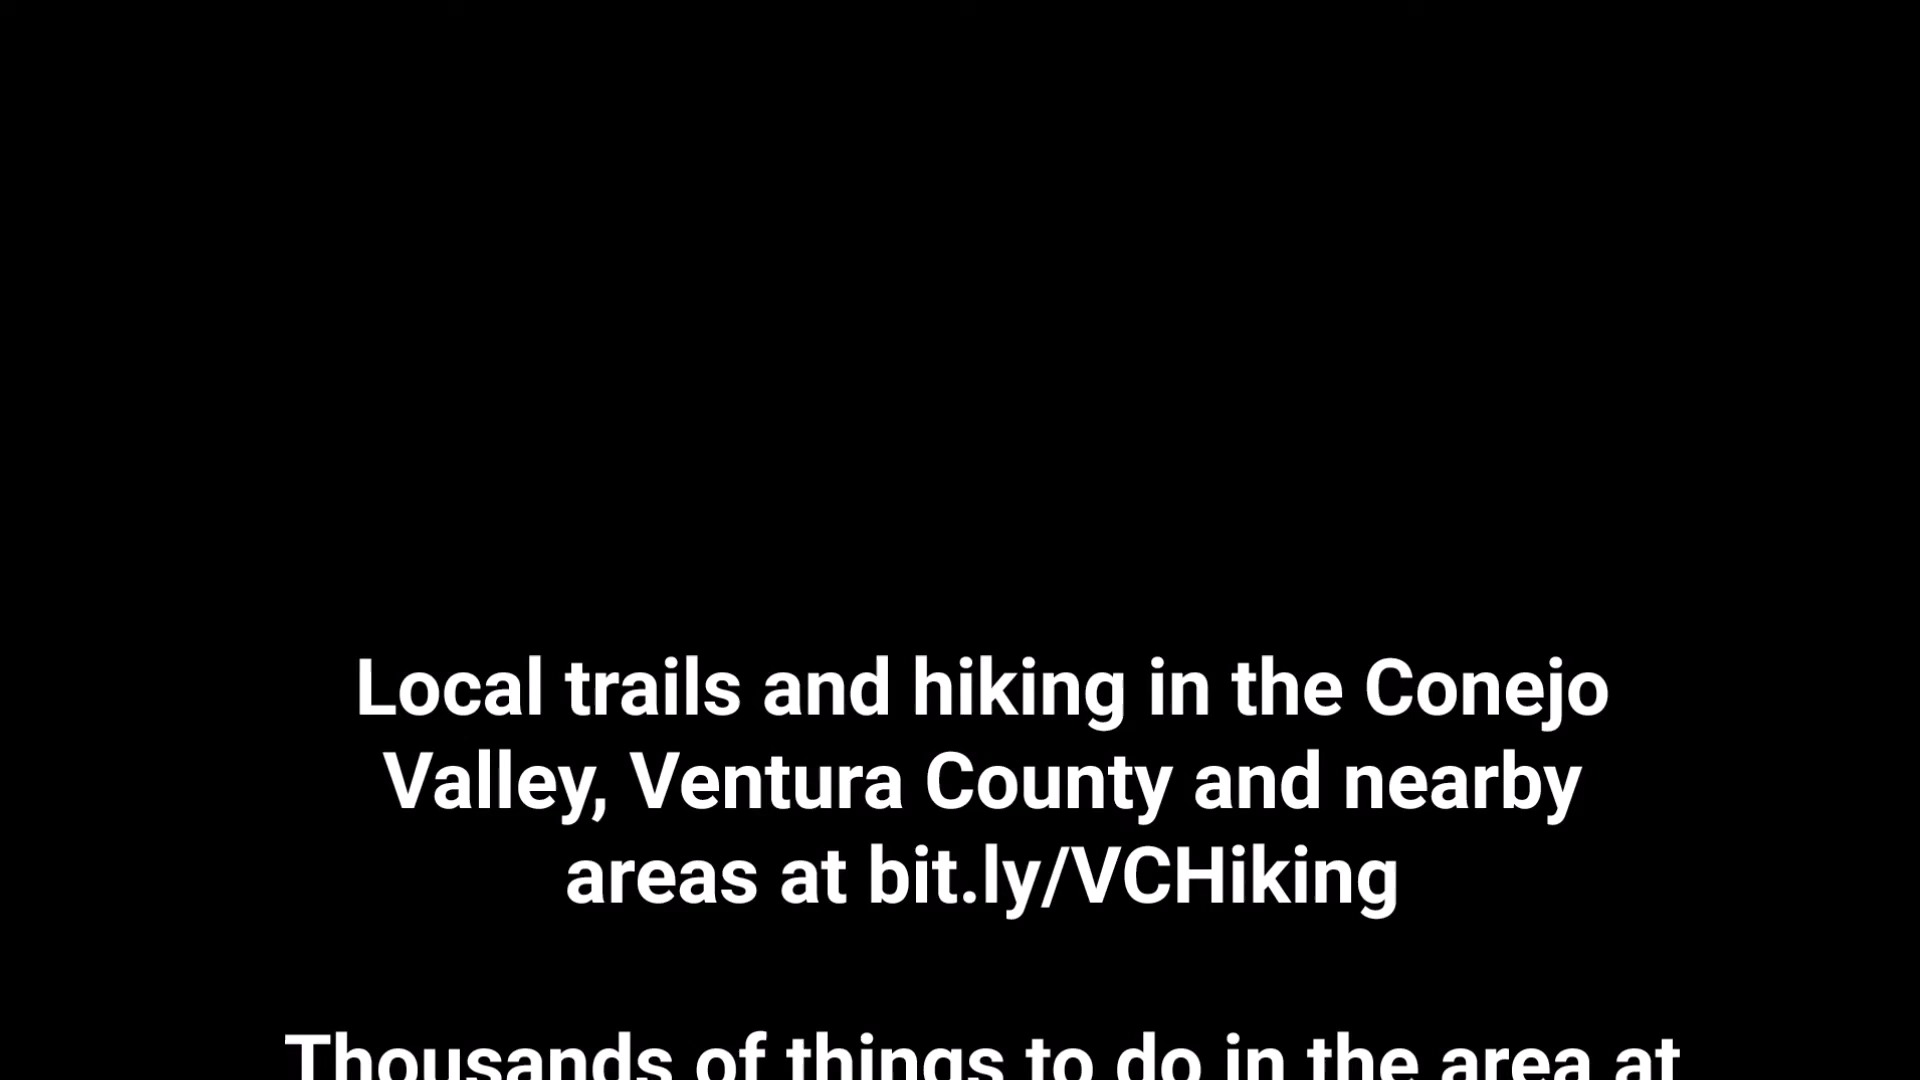 Local trails and hiking in the Conejo
Valley, Ventura County and nearby
areas at bit.ly/VCHiking
Thousands of things to do in the area at